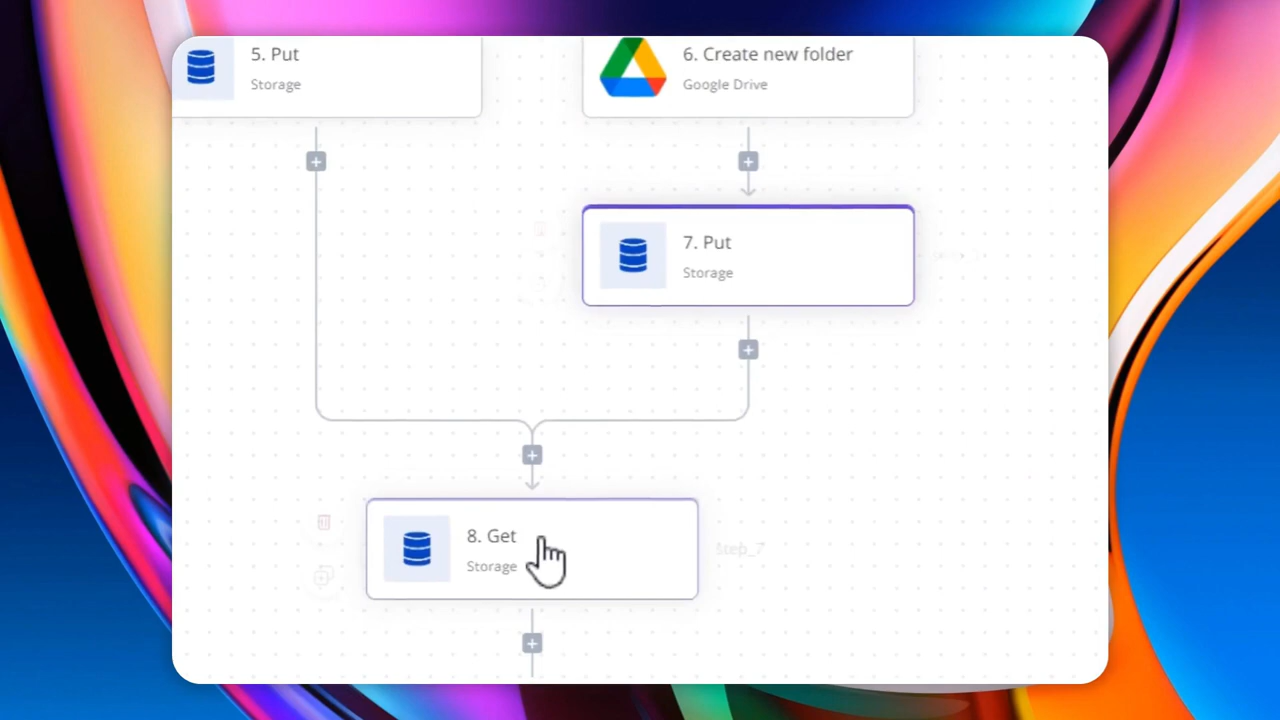 5. Put
Storage
6. Create new folder
Google Drive
7. Put
Storage
8. Get
Storage
step_7